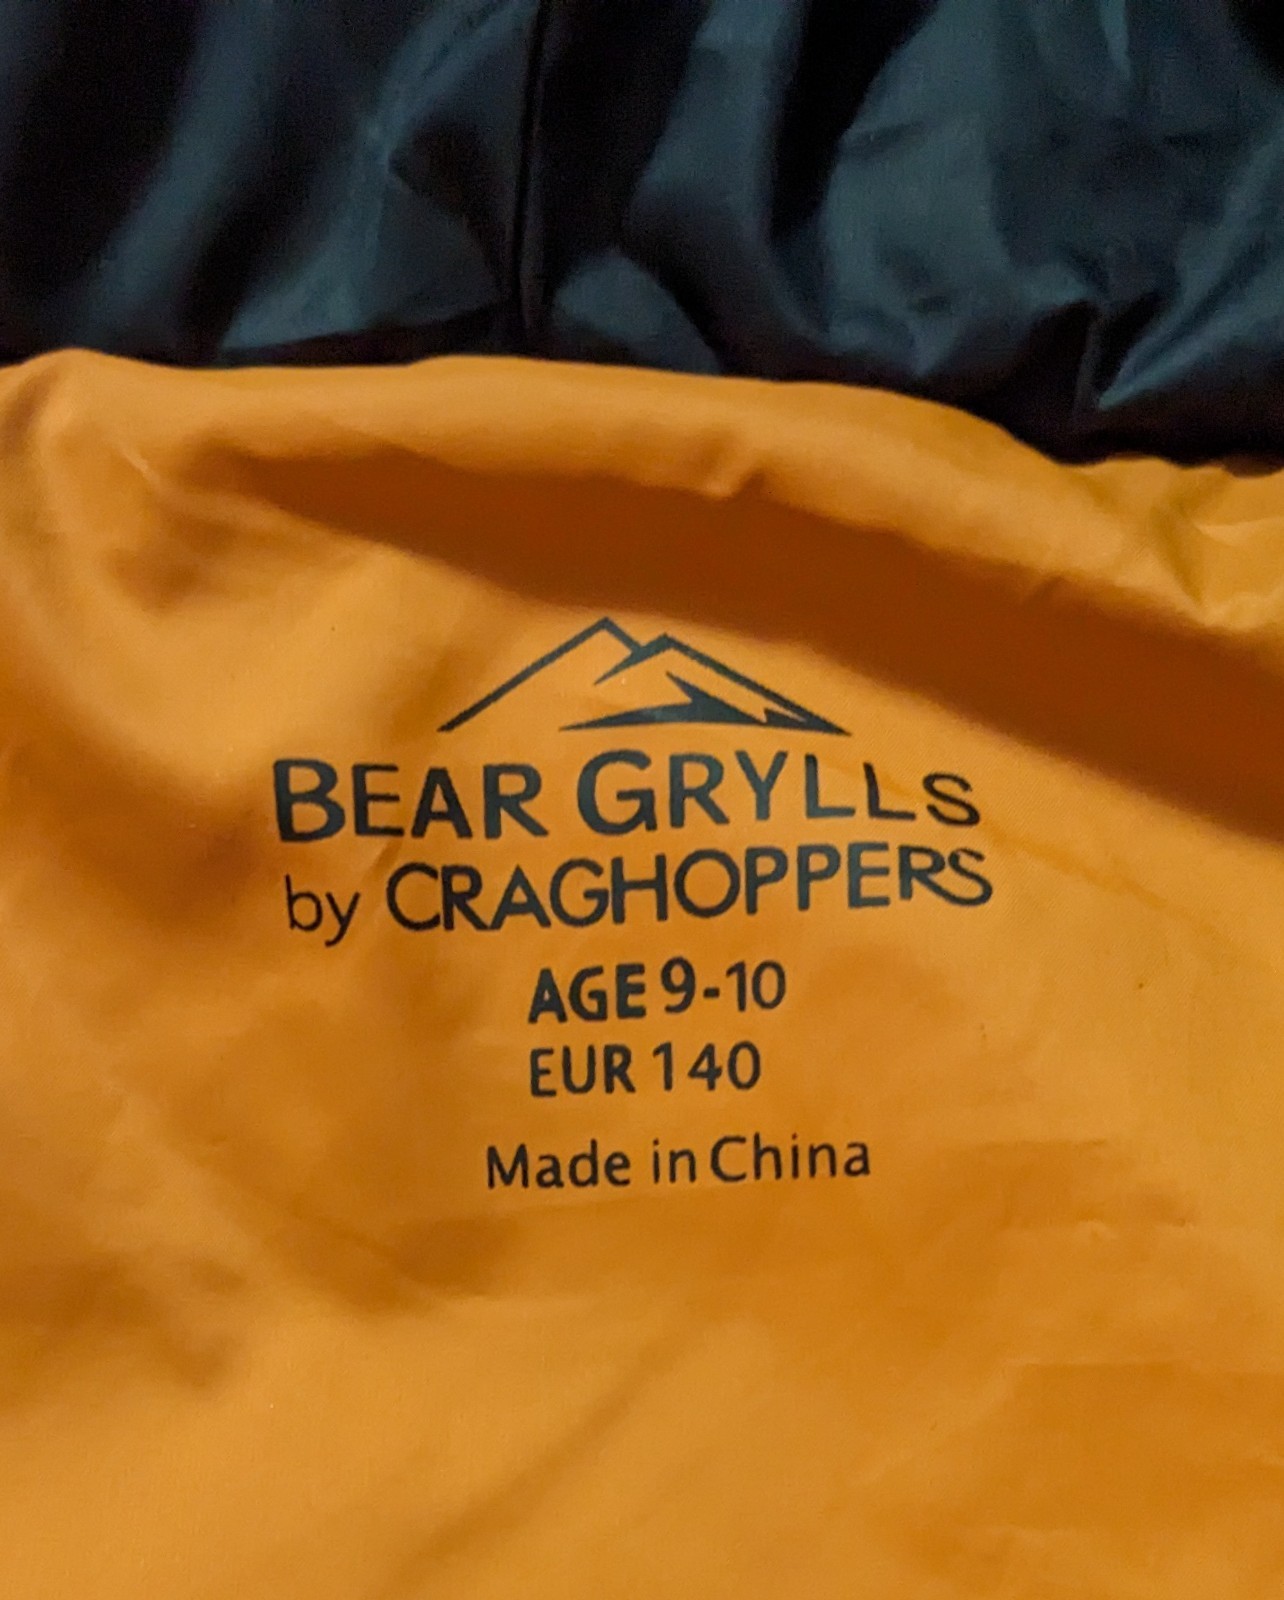 BEAR GRYLLS
by CRAGHOPPERS
AGE 9-10
EUR 140
Made in China